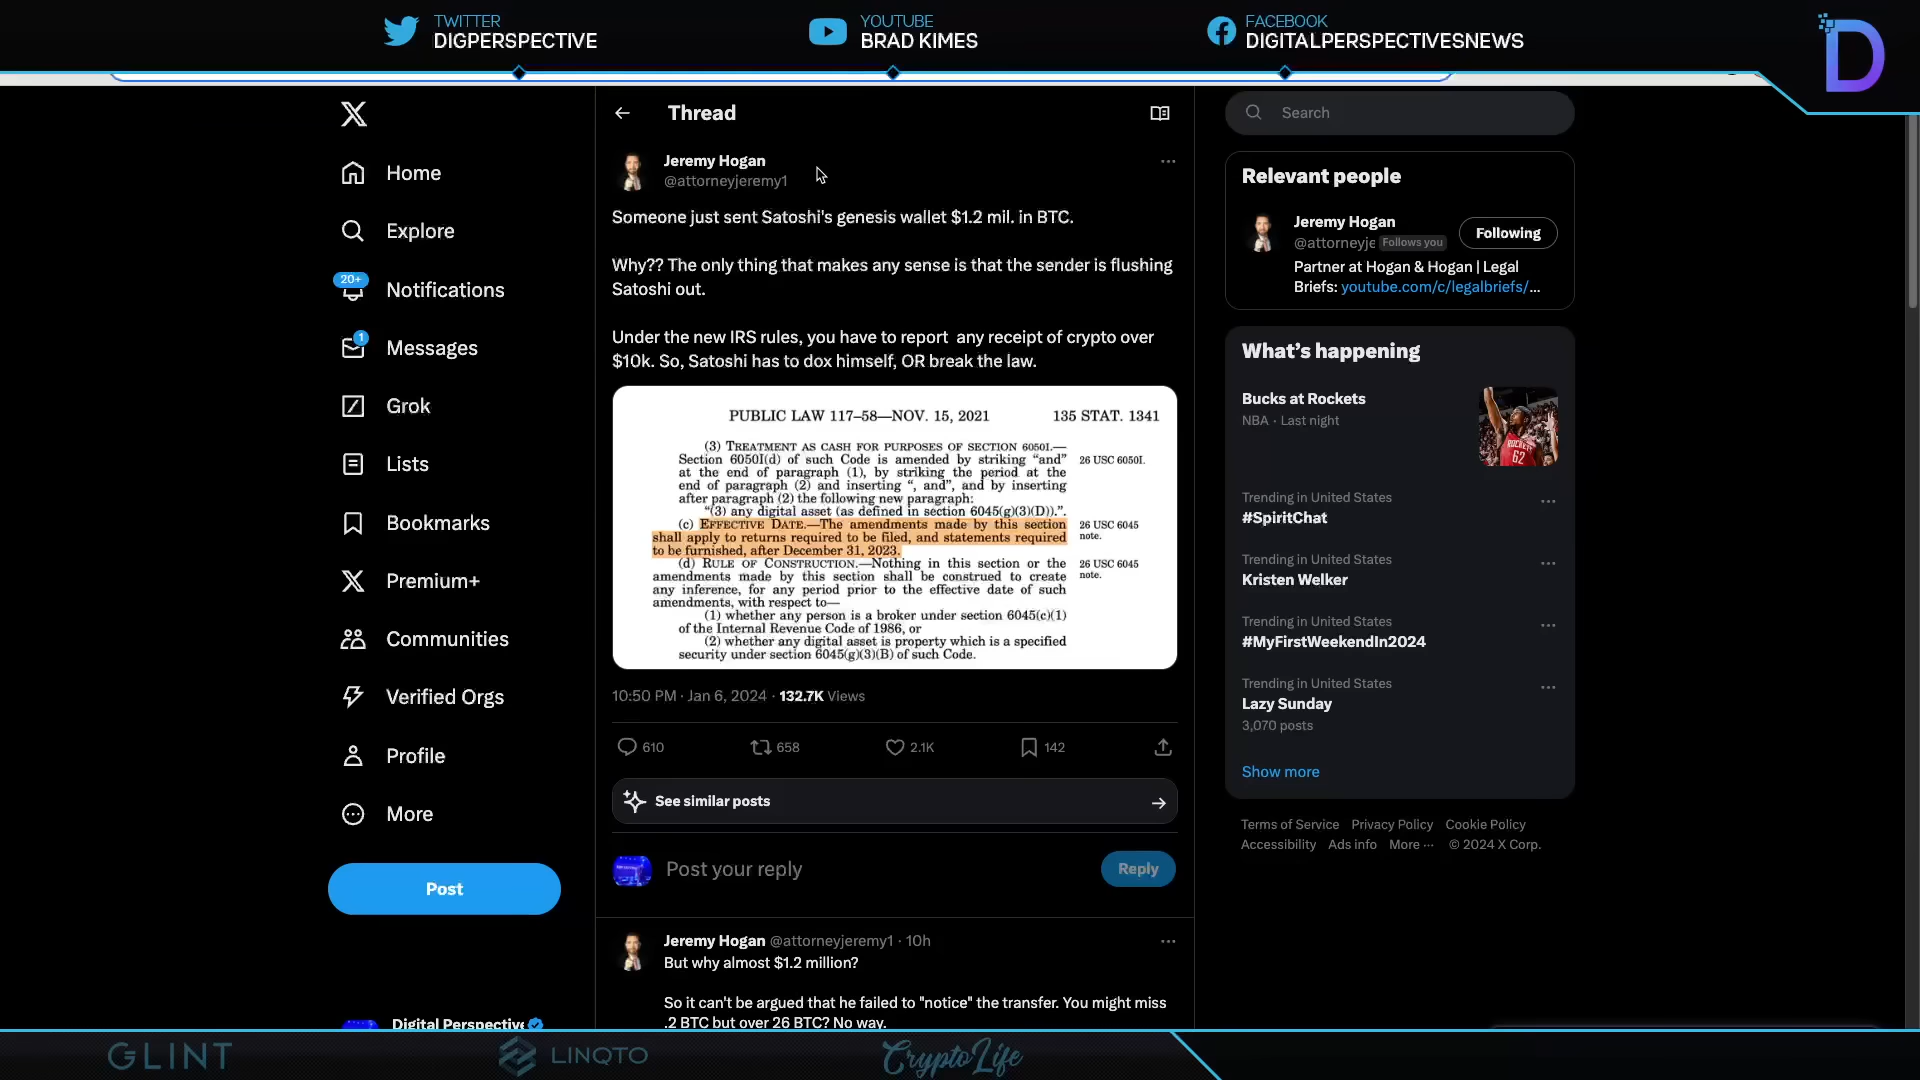 TWITTER
DIGPERSPECTIVE
YOUTUBE
BRAD KIMES
FACEBOOK
DIGITALPERSPECTIVESNEWS
Home
Explore
20+
Notifications
1
Messages
Grok
Lists
Bookmarks
Premium+
Communities
Verified Orgs
Profile
More
Post
Digital Perspective
Thread
Jeremy Hogan
@attorneyjeremy1
Someone just sent Satoshi's genesis wallet $1.2 mil. in BTC.
Why?? The only thing that makes any sense is that the sender is flushing
Satoshi out.
Under the new IRS rules, you have to report any receipt of crypto over
$10k. So, Satoshi has to dox himself, OR break the law.
PUBLIC LAW 117–58—NOV. 15, 2021 135 STAT. 1341
(3) TREATMENT AS CASH FOR PURPOSES OF SECTION 6050I.—
Section 6050I(d) of such Code is amended by striking “and” 26 USC 6050I.
at the end of paragraph (1), by striking the period at the
end of paragraph (2) and inserting “, and”, and by inserting
after paragraph (2) the following new paragraph:
“(3) any digital asset (as defined in section 6045(g)(3)(D)).”.
(c) EFFECTIVE DATE.—The amendments made by this section 26 USC 6045
shall apply to returns required to be filed, and statements required note.
to be furnished, after December 31, 2023.
(d) RULE OF CONSTRUCTION.—Nothing in this section or the 26 USC 6045
amendments made by this section shall be construed to create note.
any inference, for any period prior to the effective date of such
amendments, with respect to—
(1) whether any person is a broker under section 6045(c)(1)
of the Internal Revenue Code of 1986, or
(2) whether any digital asset is property which is a specified
security under section 6045(g)(3)(B) of such Code.
10:50 PM · Jan 6, 2024 · 132.7K Views
610 658 2.1K 142
See similar posts
Post your reply
Reply
Jeremy Hogan @attorneyjeremy1 · 10h
But why almost $1.2 million?
So it can't be argued that he failed to "notice" the transfer. You might miss
.2 BTC but over 26 BTC? No way.
Search
Relevant people
Jeremy Hogan
@attorneyje Follows you
Following
Partner at Hogan & Hogan | Legal
Briefs: youtube.com/c/legalbriefs/...
What’s happening
Bucks at Rockets
NBA · Last night
ROCKETS
62
Trending in United States
#SpiritChat
Trending in United States
Kristen Welker
Trending in United States
#MyFirstWeekendIn2024
Trending in United States
Lazy Sunday
3,070 posts
Show more
Terms of Service Privacy Policy Cookie Policy
Accessibility Ads info More ··· © 2024 X Corp.
GLINT
LINQTO
CryptoLife